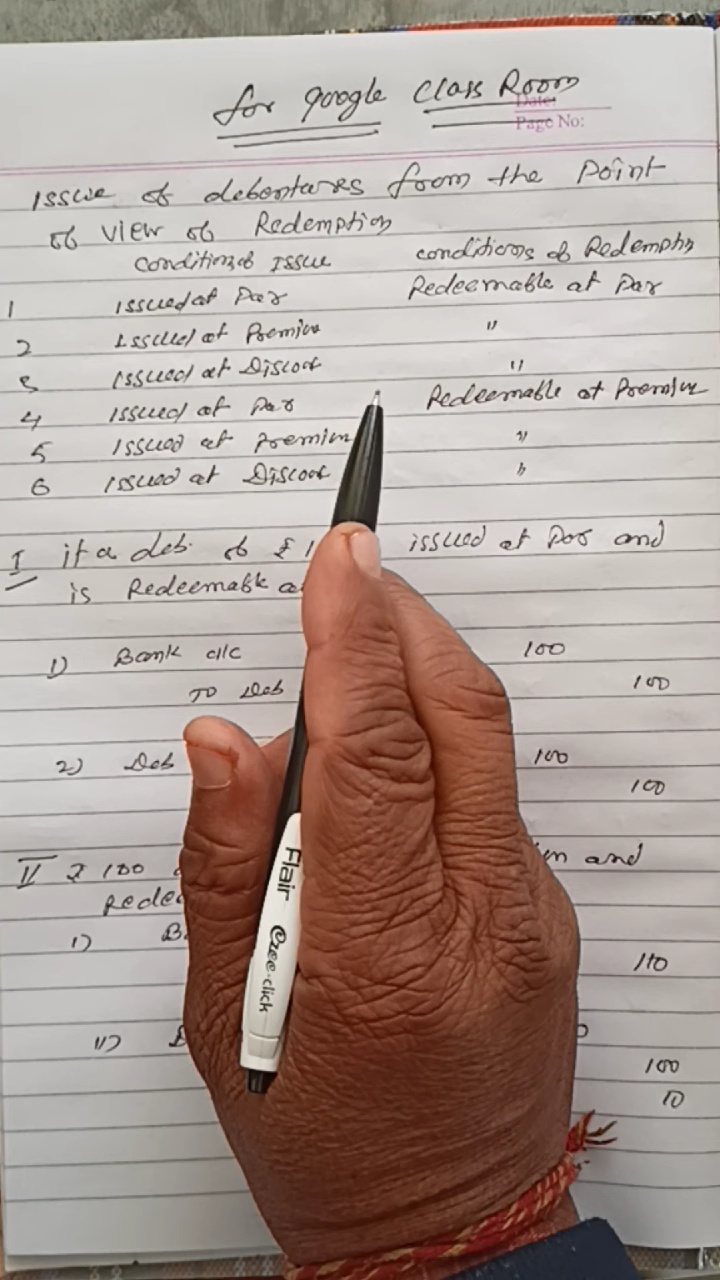 for google Class Room
Date:
Page No:
Issue of debentures from the Point
of view of Redemption
Conditions of Issue conditions of Redemption
1 Issued at Par Redeemable at Par
2 Issued at Premium "
3 Issued at Discount "
4 Issued at Par Redeemable at Premium
5 Issued at Premium "
6 Issued at Discount "
I if a deb. of ₹ 1 issued at Par and
is Redeemable
1) Bank a/c 100
To Deb 100
2) Deb 100
100
II ₹ 100 and
Redee
1) B 110
11)
100
10
Flair Ezee-click